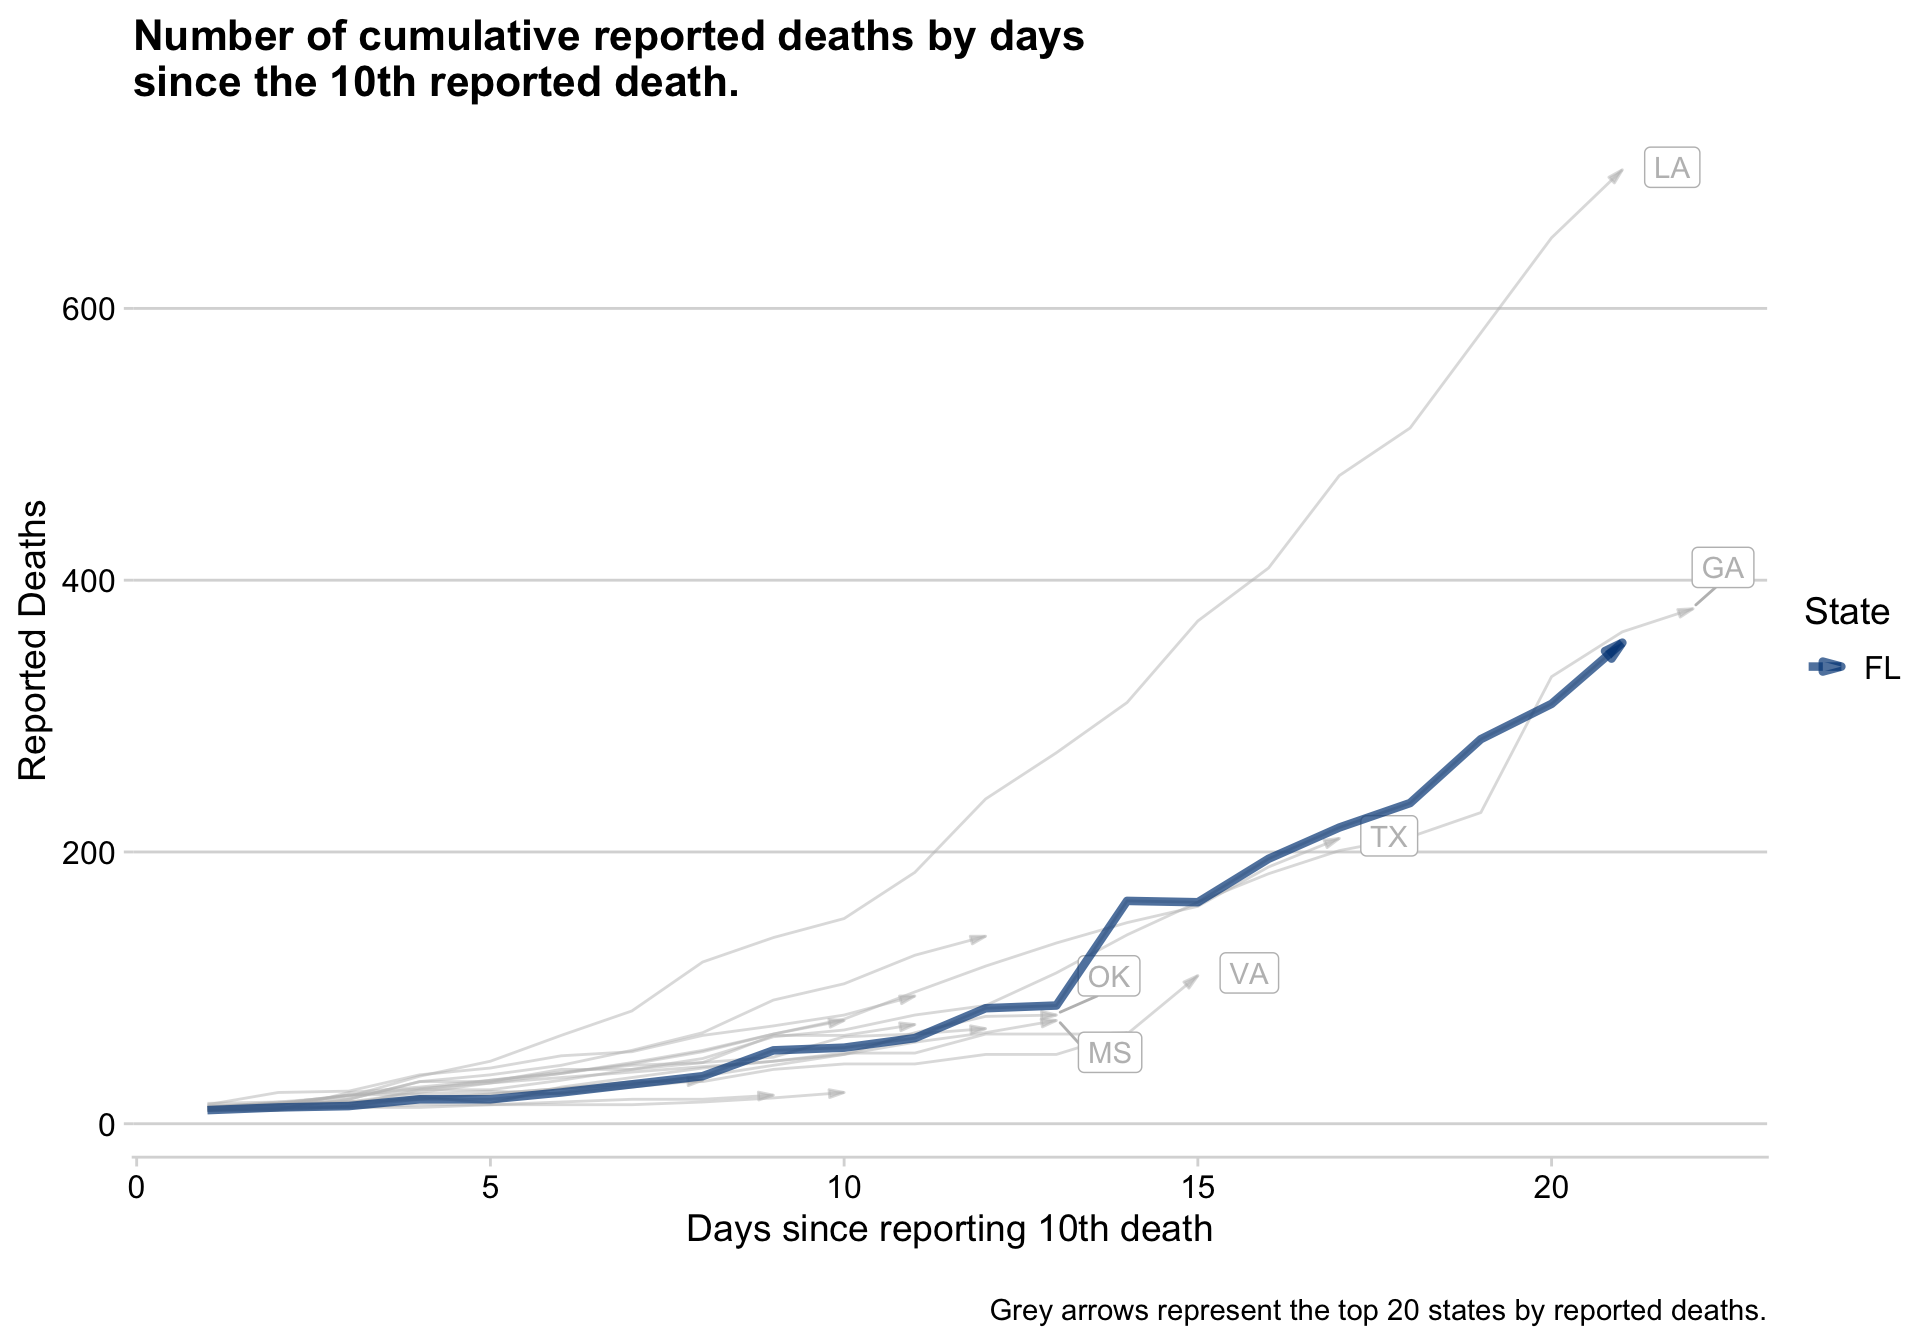 Number of cumulative reported deaths by days
since the 10th reported death.
LA
600
GA
400
State
FL
Reported Deaths
TX
200
OK
VA
MS
0
0 5 10 15 20
Days since reporting 10th death
Grey arrows represent the top 20 states by reported deaths.